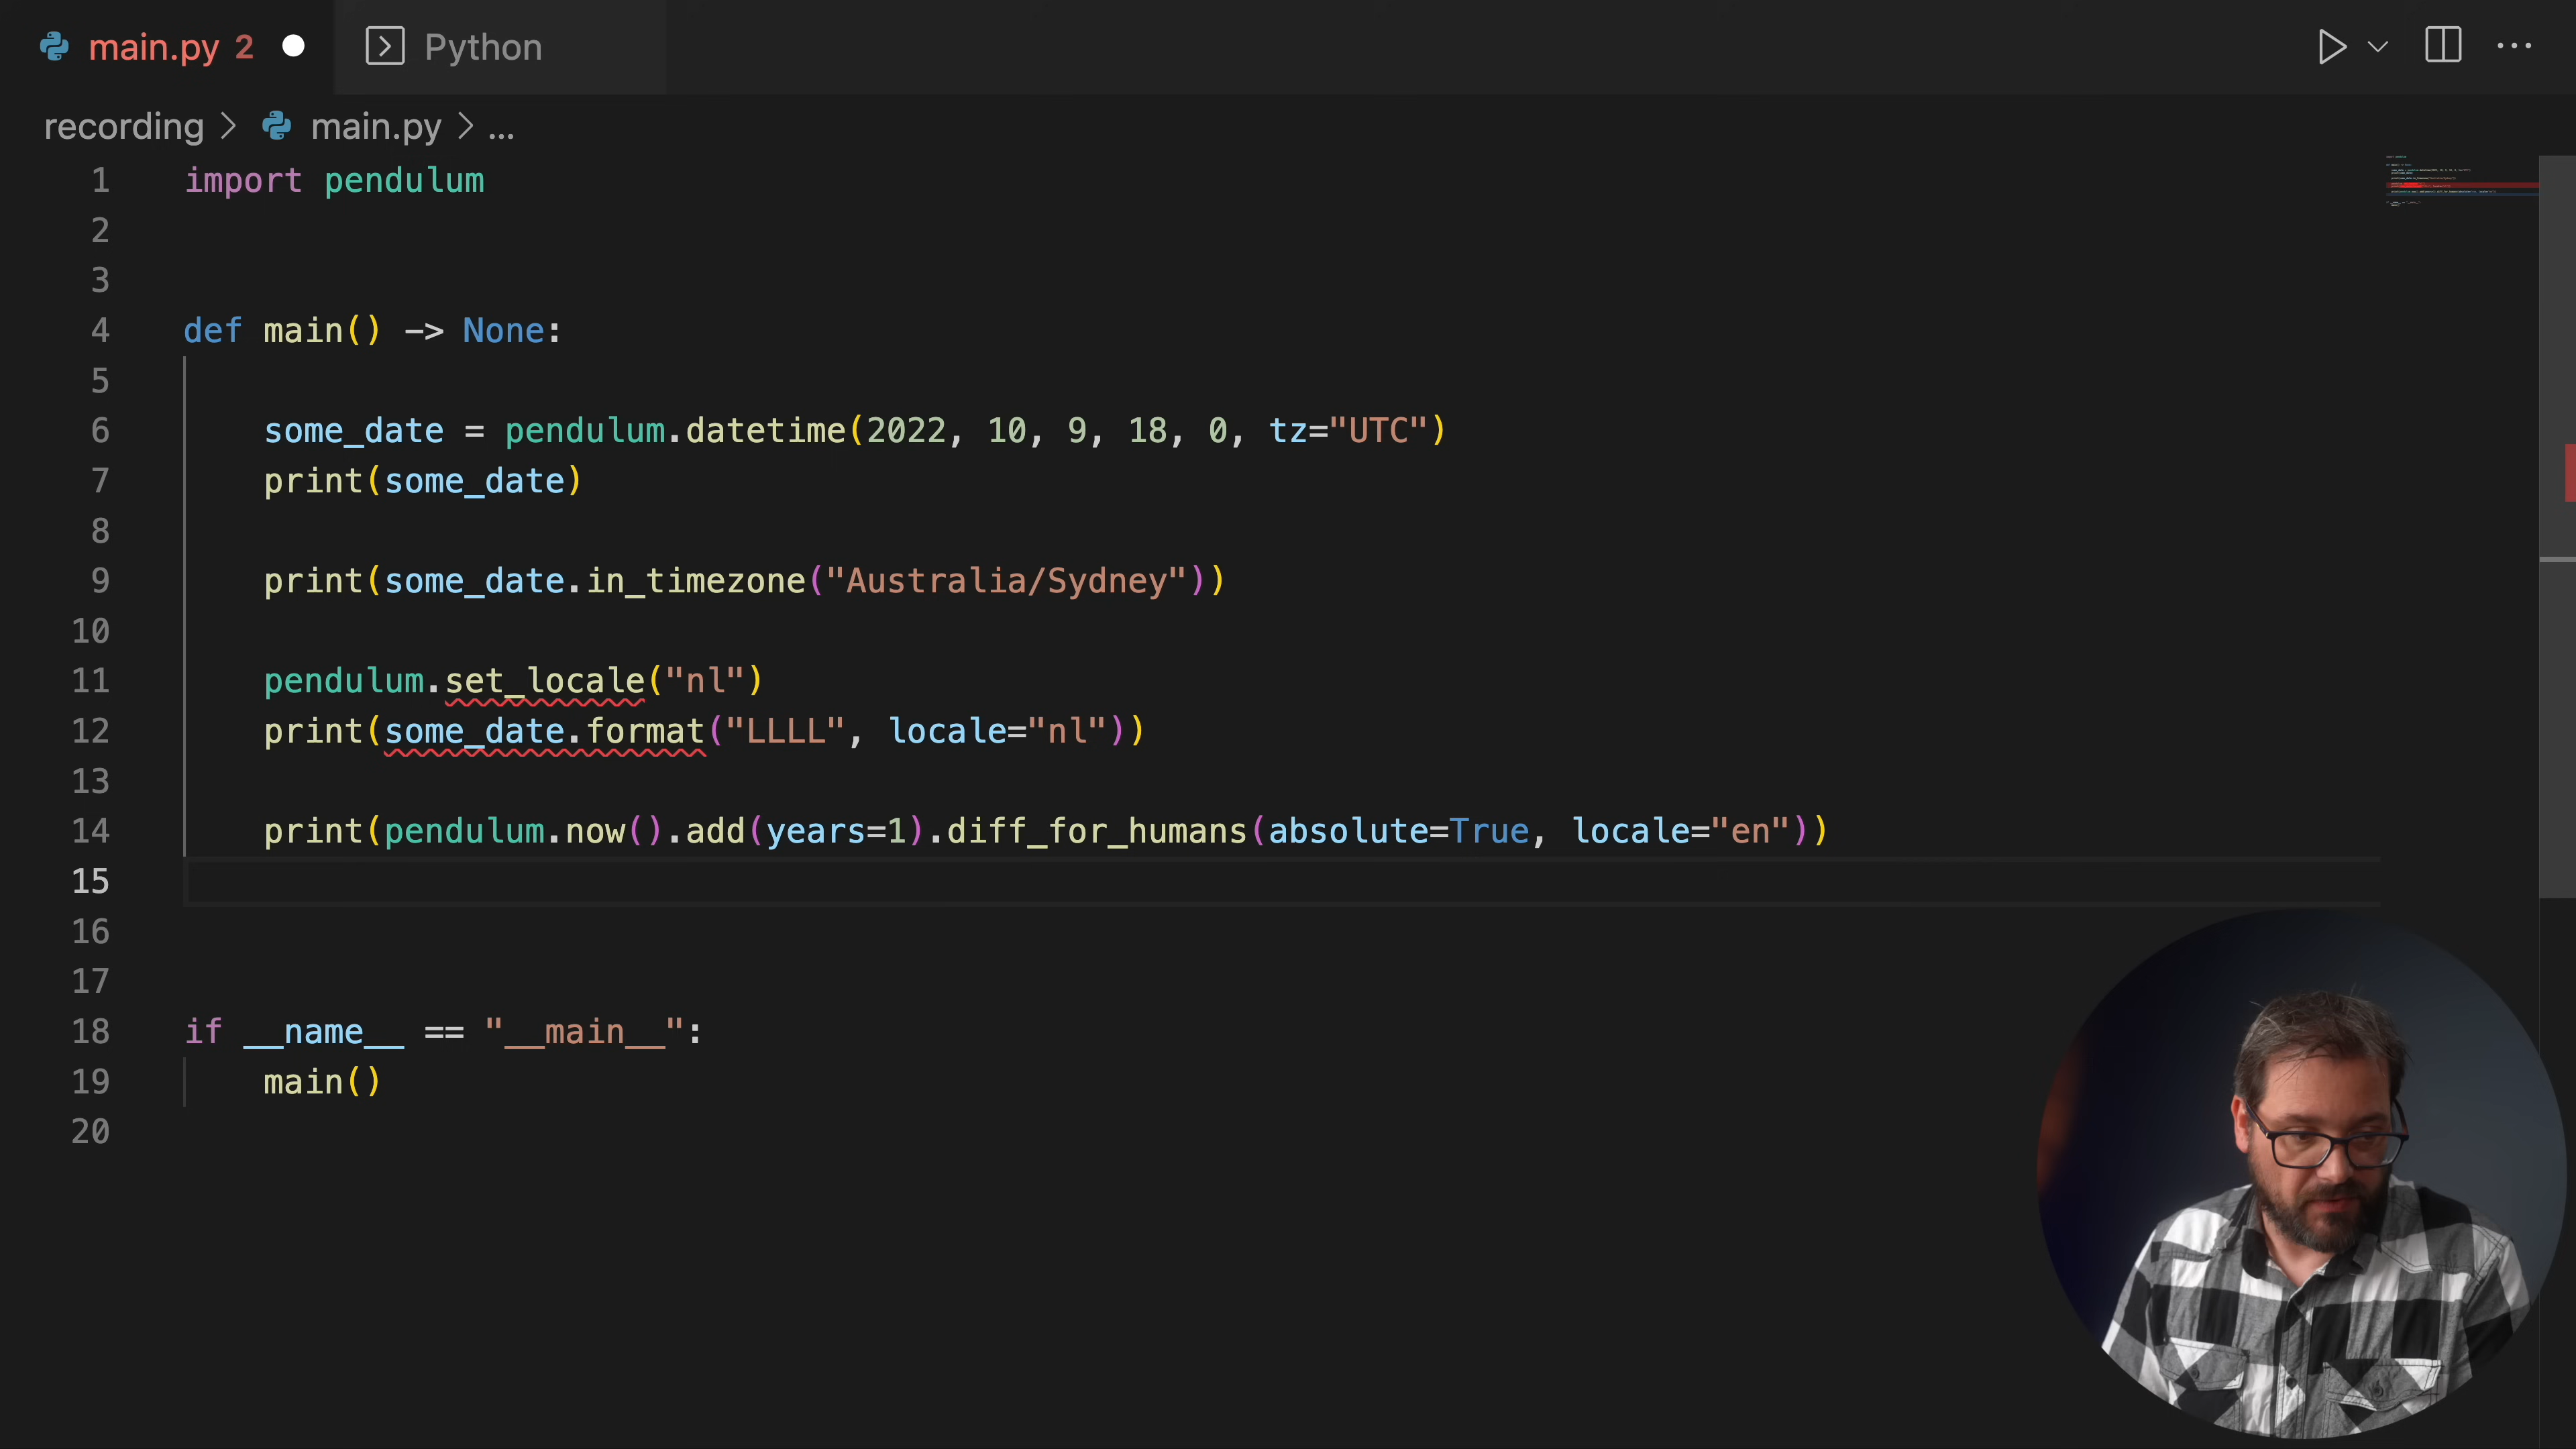 main.py 2
Python
recording > main.py > ...
1 import pendulum
2
3
4 def main() -> None:
5
6 some_date = pendulum.datetime(2022, 10, 9, 18, 0, tz="UTC")
7 print(some_date)
8
9 print(some_date.in_timezone("Australia/Sydney"))
10
11 pendulum.set_locale("nl")
12 print(some_date.format("LLLL", locale="nl"))
13
14 print(pendulum.now().add(years=1).diff_for_humans(absolute=True, locale="en"))
15
16
17
18 if __name__ == "__main__":
19 main()
20